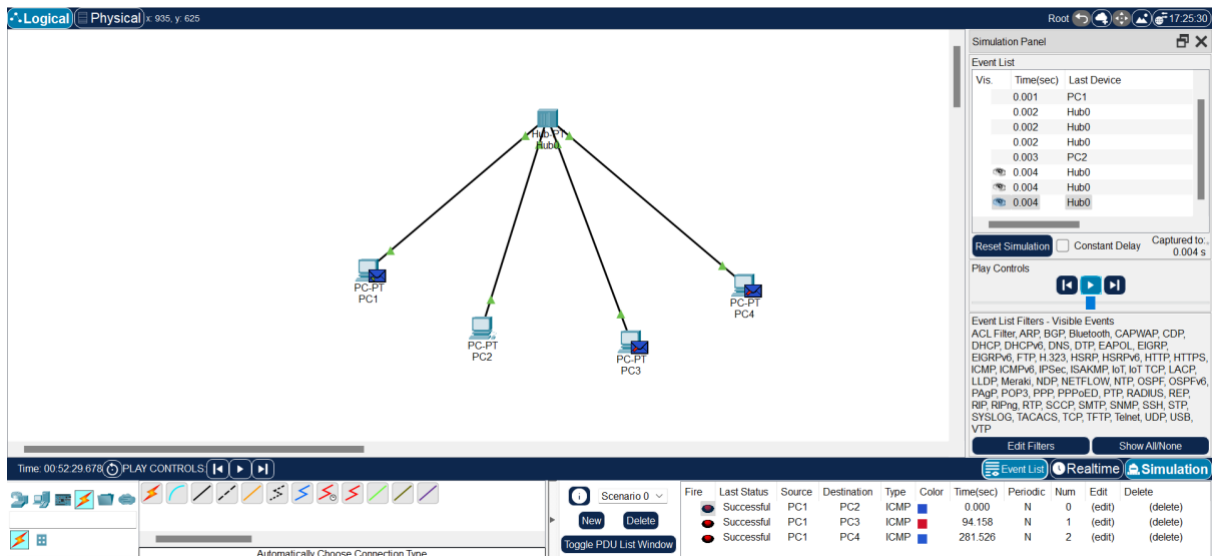 Logical Physical x: 935, y: 625 Root 17:25:30
Simulation Panel
Event List
Vis. Time(sec) Last Device
0.001 PC1
0.002 Hub0
0.002 Hub0
0.002 Hub0
0.003 PC2
0.004 Hub0
0.004 Hub0
0.004 Hub0
Reset Simulation Constant Delay Captured to:,
0.004 s
Play Controls
Event List Filters - Visible Events
ACL Filter, ARP, BGP, Bluetooth, CAPWAP, CDP,
DHCP, DHCPv6, DNS, DTP, EAPOL, EIGRP,
EIGRPv6, FTP, H.323, HSRP, HSRPv6, HTTP, HTTPS,
ICMP, ICMPv6, IPSec, ISAKMP, IoT, IoT TCP, LACP,
LLDP, Meraki, NDP, NETFLOW, NTP, OSPF, OSPFv6,
PAgP, POP3, PPP, PPPoED, PTP, RADIUS, REP,
RIP, RIPng, RTP, SCCP, SMTP, SNMP, SSH, STP,
SYSLOG, TACACS, TCP, TFTP, Telnet, UDP, USB,
VTP
Edit Filters Show All/None
Hub-PT
Hub0
PC-PT
PC1
PC-PT
PC2
PC-PT
PC3
PC-PT
PC4
Time: 00:52:29.678 PLAY CONTROLS: Event List Realtime Simulation
Scenario 0
New Delete
Toggle PDU List Window
Fire Last Status Source Destination Type Color Time(sec) Periodic Num Edit Delete
Successful PC1 PC2 ICMP 0.000 N 0 (edit) (delete)
Successful PC1 PC3 ICMP 94.158 N 1 (edit) (delete)
Successful PC1 PC4 ICMP 281.526 N 2 (edit) (delete)
Automatically Choose Connection Type